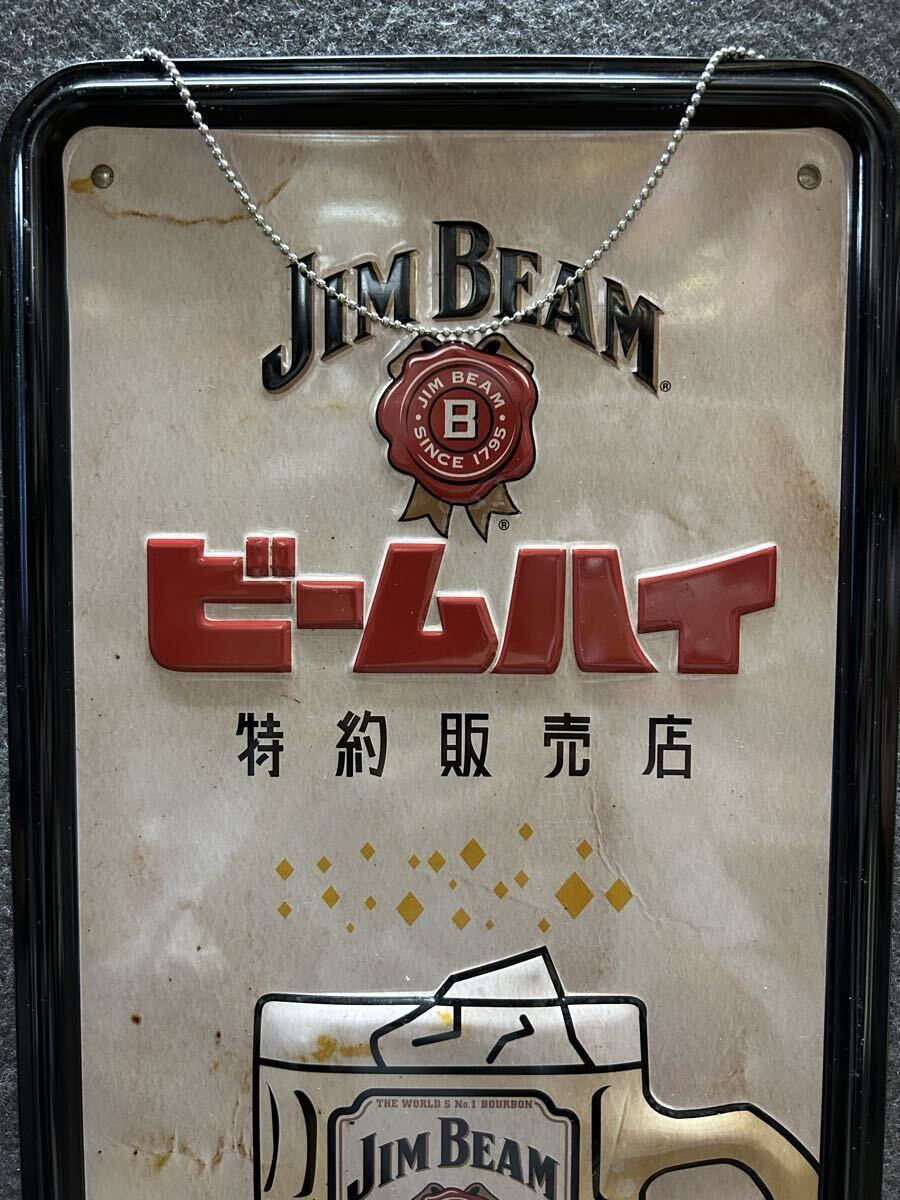 JIM BEAM®
JIM BEAM
B
SINCE 1795
®
ビームハイ
特約販売店
THE WORLD S No.1 BOURBON
JIM BEAM